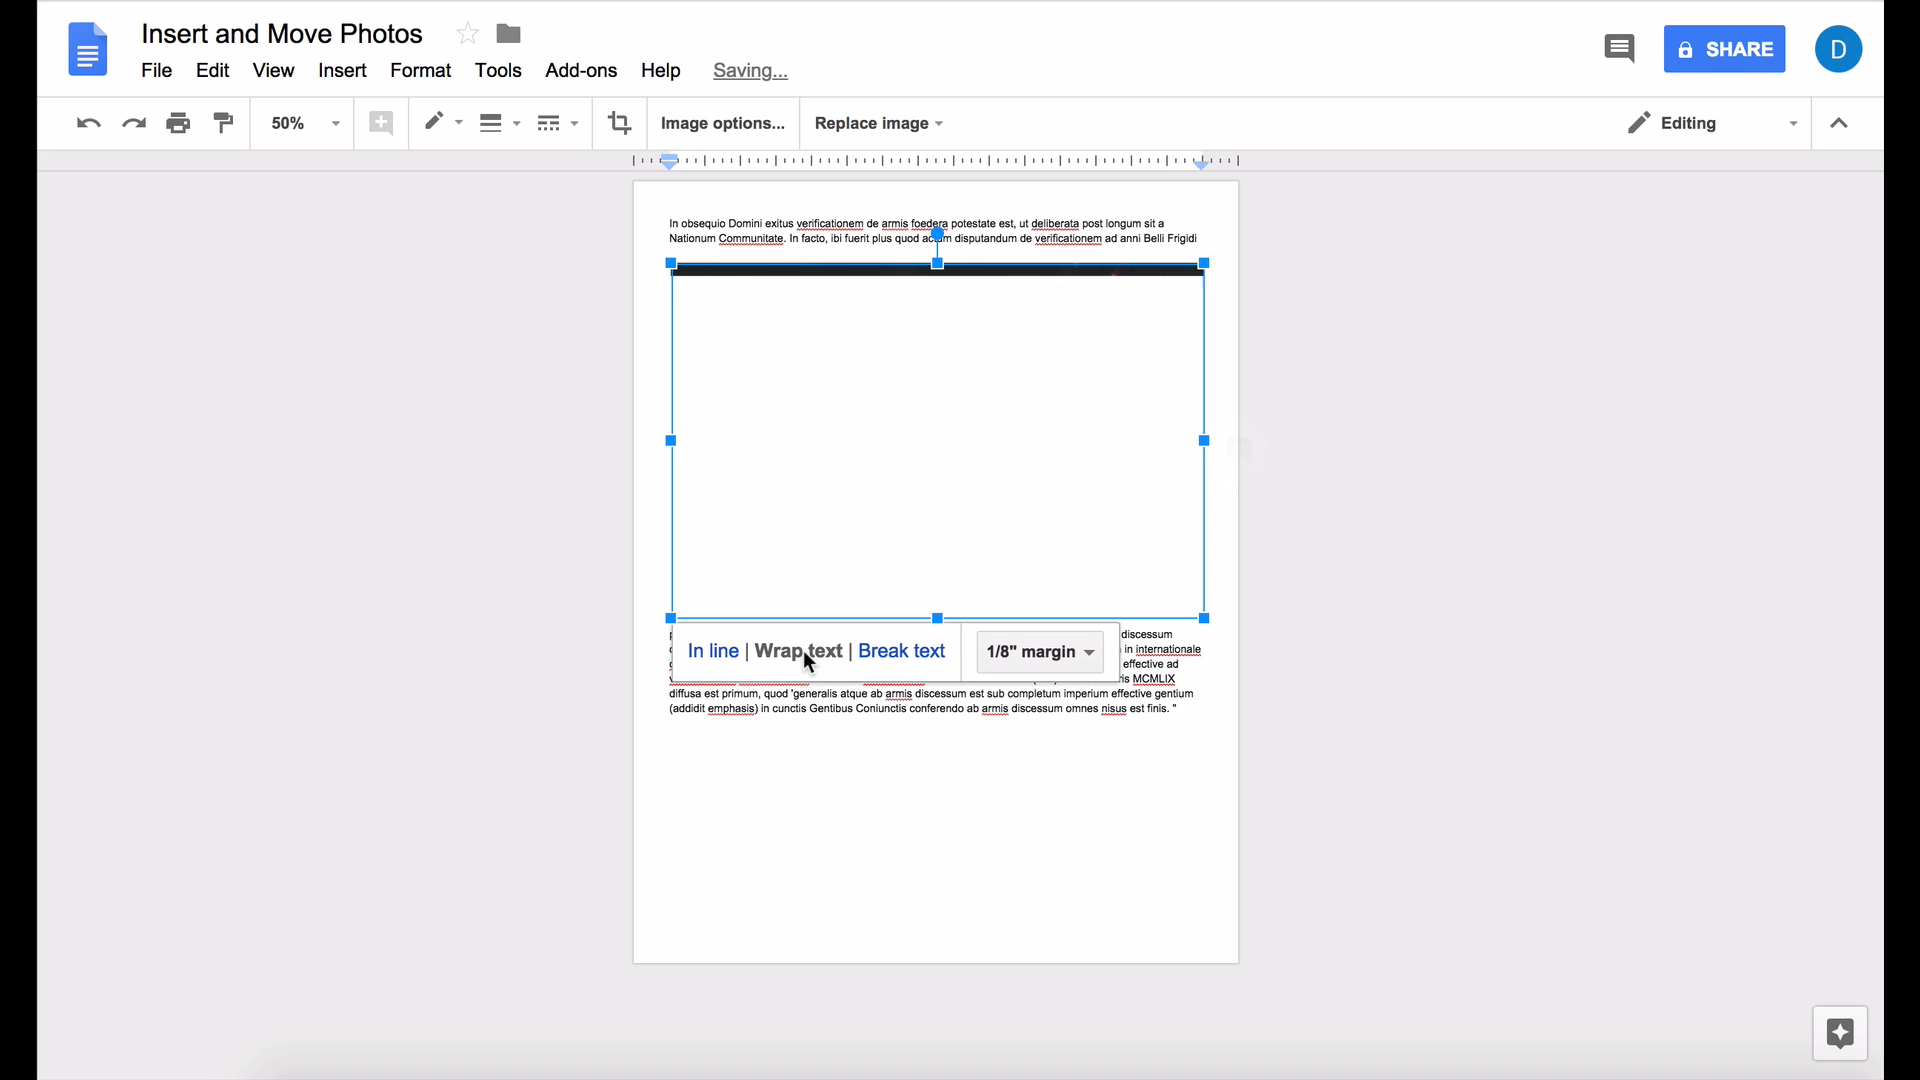 Insert and Move Photos
File Edit View Insert Format Tools Add-ons Help Saving...
SHARE
D
50%
Image options...
Replace image
Editing
In obsequio Domini exitus verificationem de armis foedera potestate est, ut deliberata post longum sit a
Nationum Communitate. In facto, ibi fuerit plus quod actum disputandum de verificationem ad anni Belli Frigidi
discessum
in internationale
effective ad
MCMLIX
In line | Wrap text | Break text
1/8" margin
diffusa est primum, quod 'generalis atque ab armis discessum est sub completum imperium effective gentium
(addidit emphasis) in cunctis Gentibus Coniunctis conferendo ab armis discessum omnes nisus est finis. "